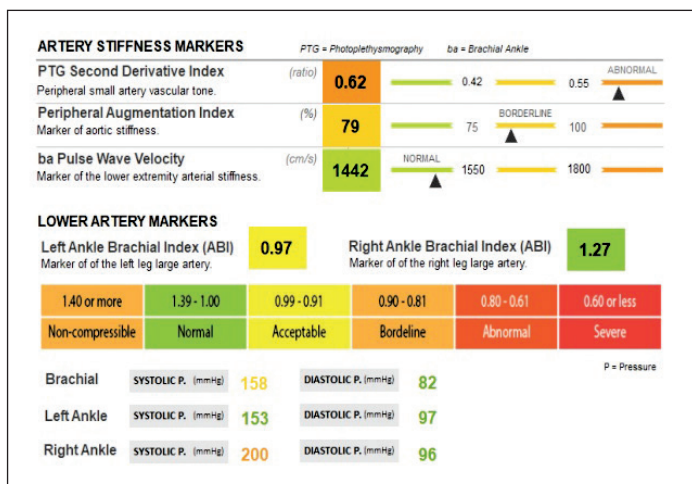 ARTERY STIFFNESS MARKERS PTG = Photoplethysmography ba = Brachial Ankle
PTG Second Derivative Index (ratio) 0.62 0.42 0.55 ABNORMAL
Peripheral small artery vascular tone.
Peripheral Augmentation Index (%) 79 75 BORDERLINE 100
Marker of aortic stiffness.
ba Pulse Wave Velocity (cm/s) 1442 NORMAL 1550 1800
Marker of the lower extremity arterial stiffness.
LOWER ARTERY MARKERS
Left Ankle Brachial Index (ABI) 0.97 Right Ankle Brachial Index (ABI) 1.27
Marker of of the left leg large artery. Marker of of the right leg large artery.
1.40 or more 1.39 - 1.00 0.99 - 0.91 0.90 - 0.81 0.80 - 0.61 0.60 or less
Non-compressible Normal Acceptable Bordeline Abnormal Severe
P = Pressure
Brachial SYSTOLIC P. (mmHg) 158 DIASTOLIC P. (mmHg) 82
Left Ankle SYSTOLIC P. (mmHg) 153 DIASTOLIC P. (mmHg) 97
Right Ankle SYSTOLIC P. (mmHg) 200 DIASTOLIC P. (mmHg) 96